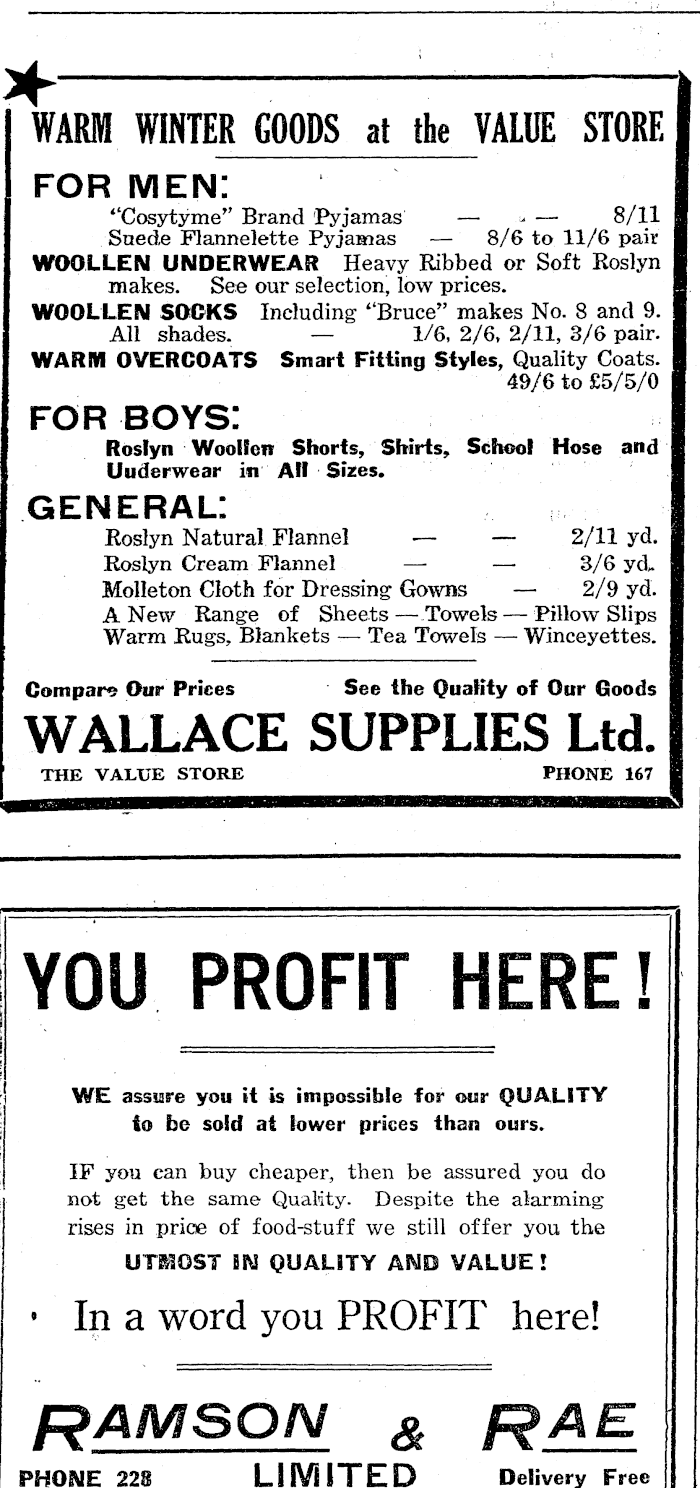 WARM WINTER GOODS at the VALUE STORE
FOR MEN:
"Cosytyme" Brand Pyjamas — — 8/11
Suede Flannelette Pyjamas — 8/6 to 11/6 pair
WOOLLEN UNDERWEAR Heavy Ribbed or Soft Roslyn
makes. See our selection, low prices.
WOOLLEN SOCKS Including "Bruce" makes No. 8 and 9.
All shades. — 1/6, 2/6, 2/11, 3/6 pair.
WARM OVERCOATS Smart Fitting Styles, Quality Coats.
49/6 to £5/5/0
FOR BOYS:
Roslyn Woollen Shorts, Shirts, School Hose and
Uuderwear in All Sizes.
GENERAL:
Roslyn Natural Flannel — — 2/11 yd.
Roslyn Cream Flannel — — 3/6 yd.
Molleton Cloth for Dressing Gowns — 2/9 yd.
A New Range of Sheets — Towels — Pillow Slips
Warm Rugs, Blankets — Tea Towels — Winceyettes.
Compare Our Prices See the Quality of Our Goods
WALLACE SUPPLIES Ltd.
THE VALUE STORE PHONE 167
YOU PROFIT HERE!
WE assure you it is impossible for our QUALITY
to be sold at lower prices than ours.
IF you can buy cheaper, then be assured you do
not get the same Quality. Despite the alarming
rises in price of food-stuff we still offer you the
UTMOST IN QUALITY AND VALUE!
In a word you PROFIT here!
RAMSON & RAE
PHONE 228 LIMITED Delivery Free